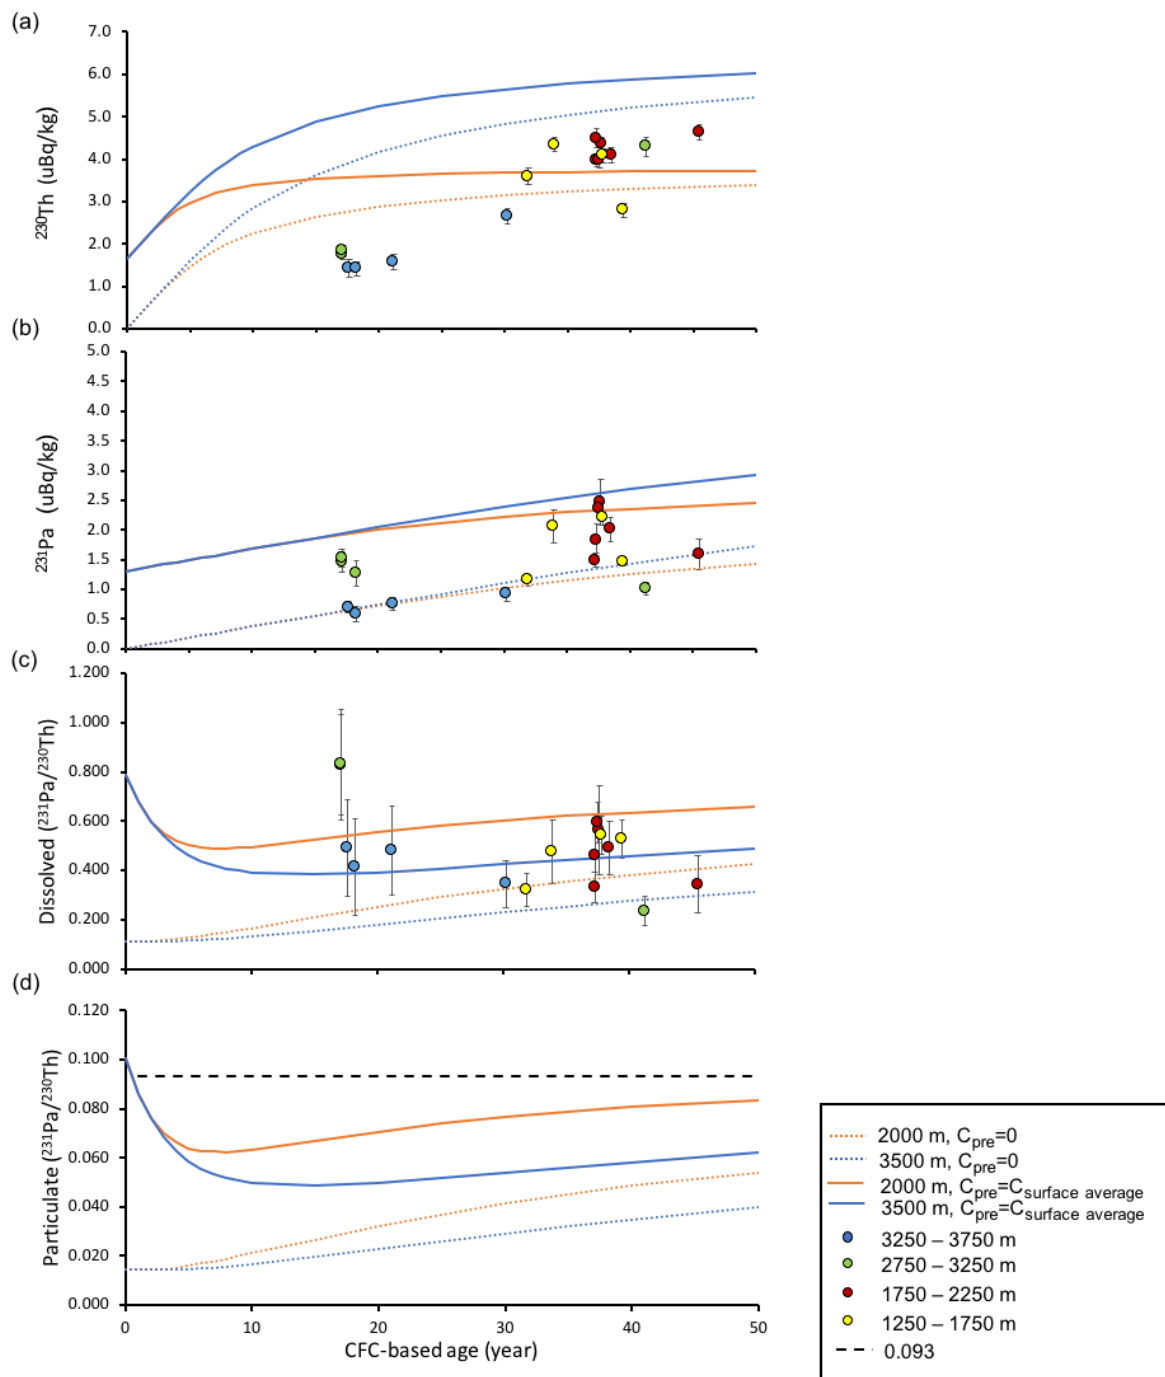 (a)
7.0
6.0
5.0
4.0
3.0
2.0
1.0
0.0
230Th (uBq/kg)
(b)
5.0
4.5
4.0
3.5
3.0
2.5
2.0
1.5
1.0
0.5
0.0
231Pa (uBq/kg)
(c)
1.200
1.000
0.800
0.600
0.400
0.200
0.000
Dissolved (231Pa/230Th)
(d)
0.120
0.100
0.080
0.060
0.040
0.020
0.000
Particulate (231Pa/230Th)
0 10 20 30 40 50
CFC-based age (year)
2000 m, Cpre=0
3500 m, Cpre=0
2000 m, Cpre=Csurface average
3500 m, Cpre=Csurface average
3250 – 3750 m
2750 – 3250 m
1750 – 2250 m
1250 – 1750 m
0.093